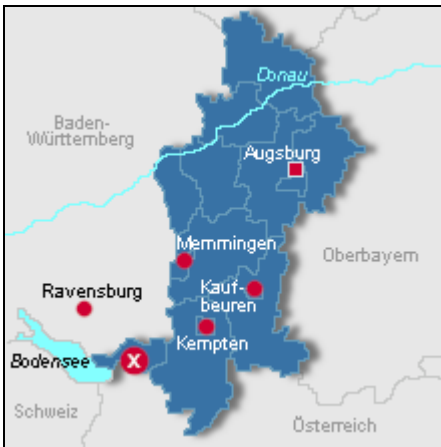 Donau
Baden-
Württemberg
Augsburg
Memmingen
Oberbayern
Ravensburg
Kauf-
beuren
Kempten
Bodensee
X
Schweiz
Österreich